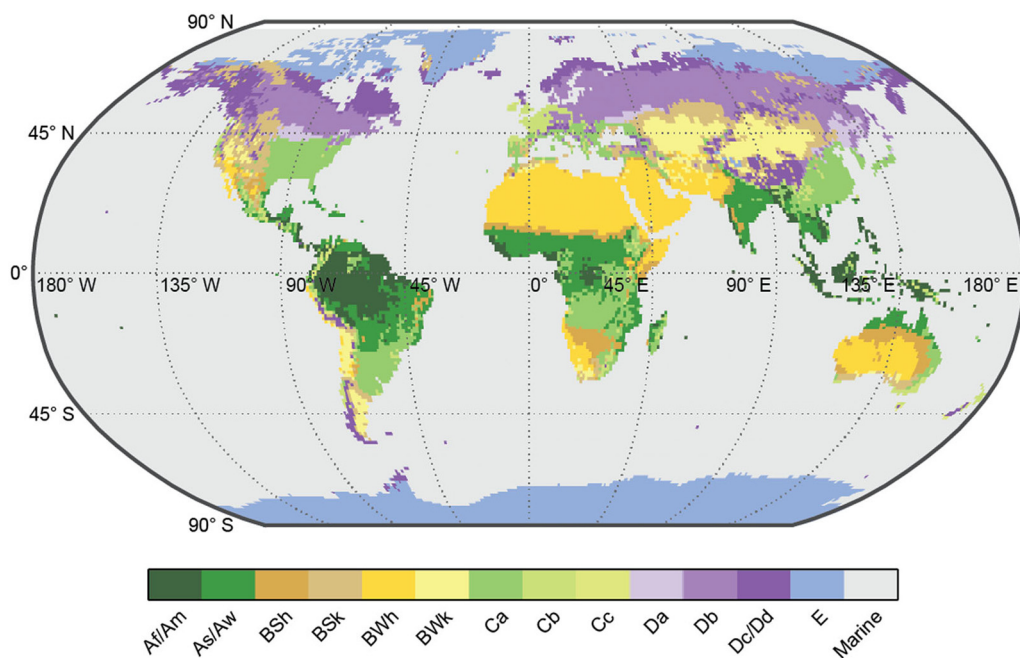 90° N
45° N
0°
180° W
135° W
90° W
45° W
0°
45° E
90° E
135° E
180° E
45° S
90° S
Af/Am
As/Aw
BSh
BSk
BWh
BWk
Ca
Cb
Cc
Da
Db
Dc/Dd
E
Marine